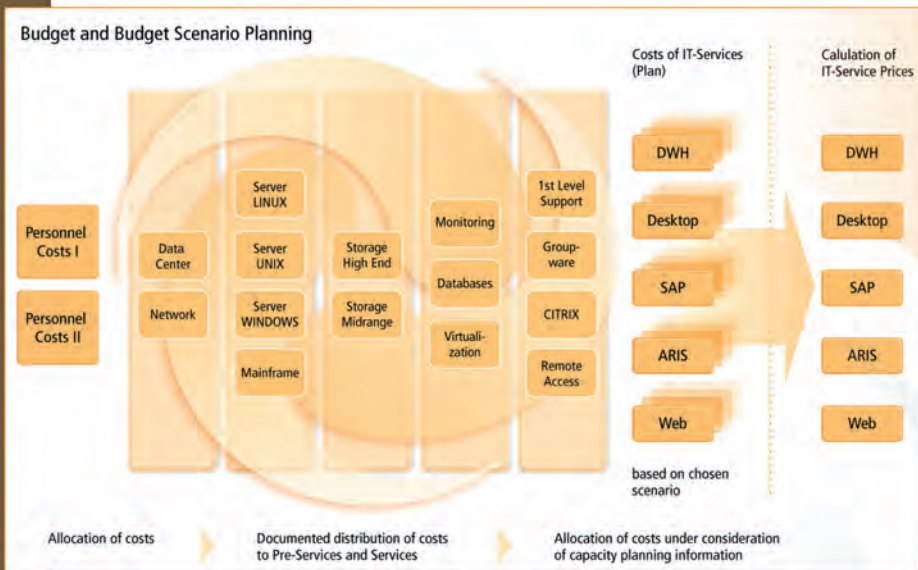 Budget and Budget Scenario Planning
Costs of IT-Services
(Plan)
Calulation of
IT-Service Prices
Personnel
Costs I
Personnel
Costs II
Data
Center
Network
Server
LINUX
Server
UNIX
Server
WINDOWS
Mainframe
Storage
High End
Storage
Midrange
Monitoring
Databases
Virtuali-
zation
1st Level
Support
Group-
ware
CITRIX
Remote
Access
DWH
Desktop
SAP
ARIS
Web
based on chosen
scenario
DWH
Desktop
SAP
ARIS
Web
Allocation of costs
Documented distribution of costs
to Pre-Services and Services
Allocation of costs under consideration
of capacity planning information